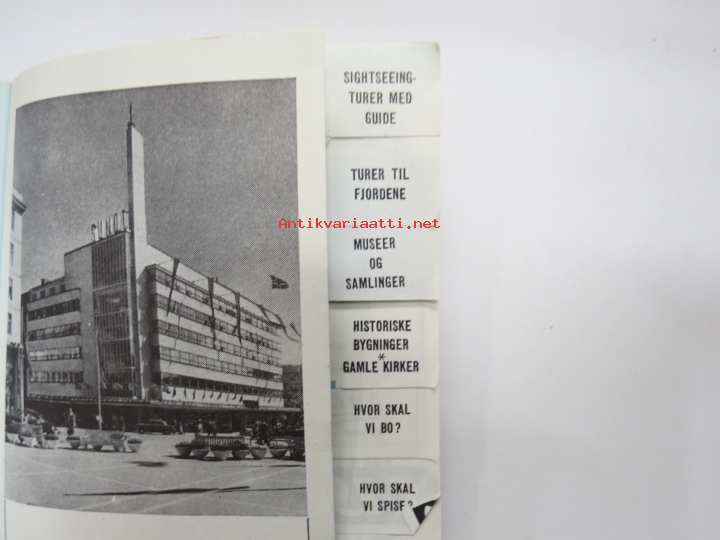 SUNDT
SIGHTSEEING-
TURER MED
GUIDE
TURER TIL
FJORDENE
Antikvariaatti.net
MUSEER
OG
SAMLINGER
HISTORISKE
BYGNINGER
*
GAMLE KIRKER
HVOR SKAL
VI BO?
HVOR SKAL
VI SPISE?